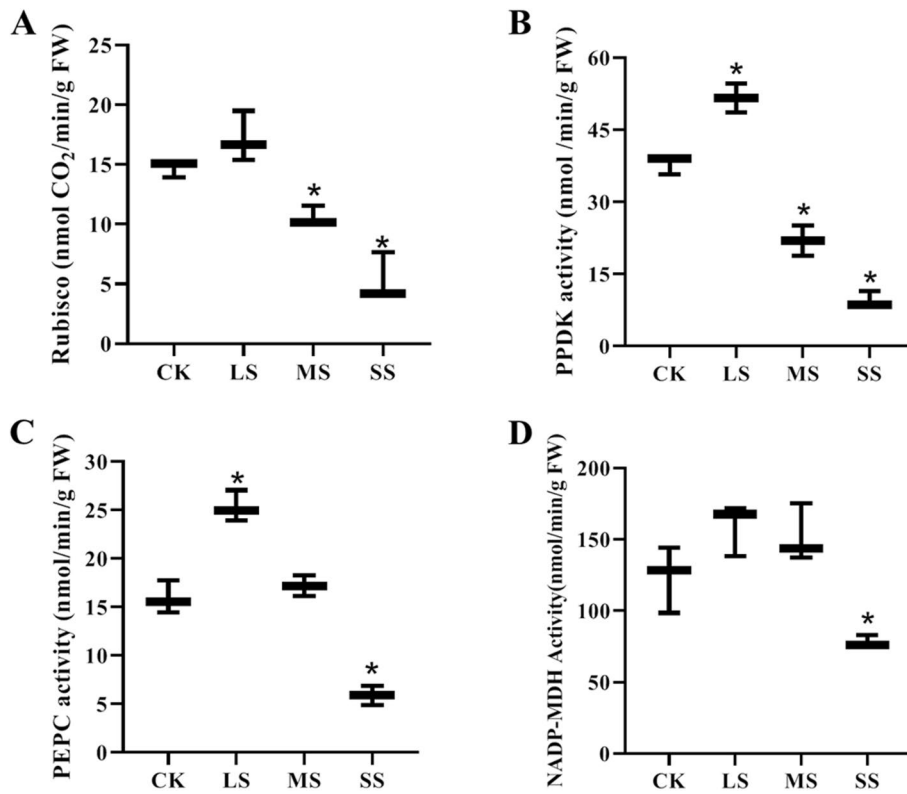 A
Rubisco (nmol CO₂/min/g FW)
25
20
15
10
5
0
*
*
CK LS MS SS
B
PPDK activity (nmol /min/g FW)
60
45
30
15
0
*
*
*
CK LS MS SS
C
PEPC activity (nmol/min/g FW)
30
25
20
15
10
5
0
*
*
CK LS MS SS
D
NADP-MDH Activity(nmol/min/g FW)
200
150
100
50
0
*
CK LS MS SS